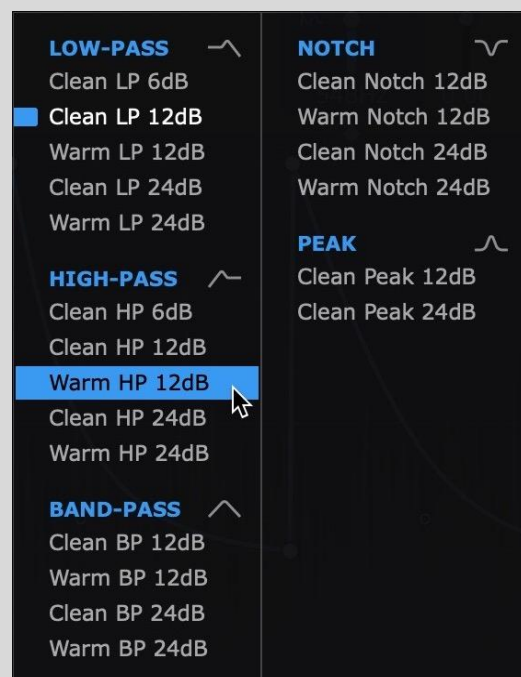 LOW-PASS
Clean LP 6dB
Clean LP 12dB
Warm LP 12dB
Clean LP 24dB
Warm LP 24dB
HIGH-PASS
Clean HP 6dB
Clean HP 12dB
Warm HP 12dB
Clean HP 24dB
Warm HP 24dB
BAND-PASS
Clean BP 12dB
Warm BP 12dB
Clean BP 24dB
Warm BP 24dB
NOTCH
Clean Notch 12dB
Warm Notch 12dB
Clean Notch 24dB
Warm Notch 24dB
PEAK
Clean Peak 12dB
Clean Peak 24dB